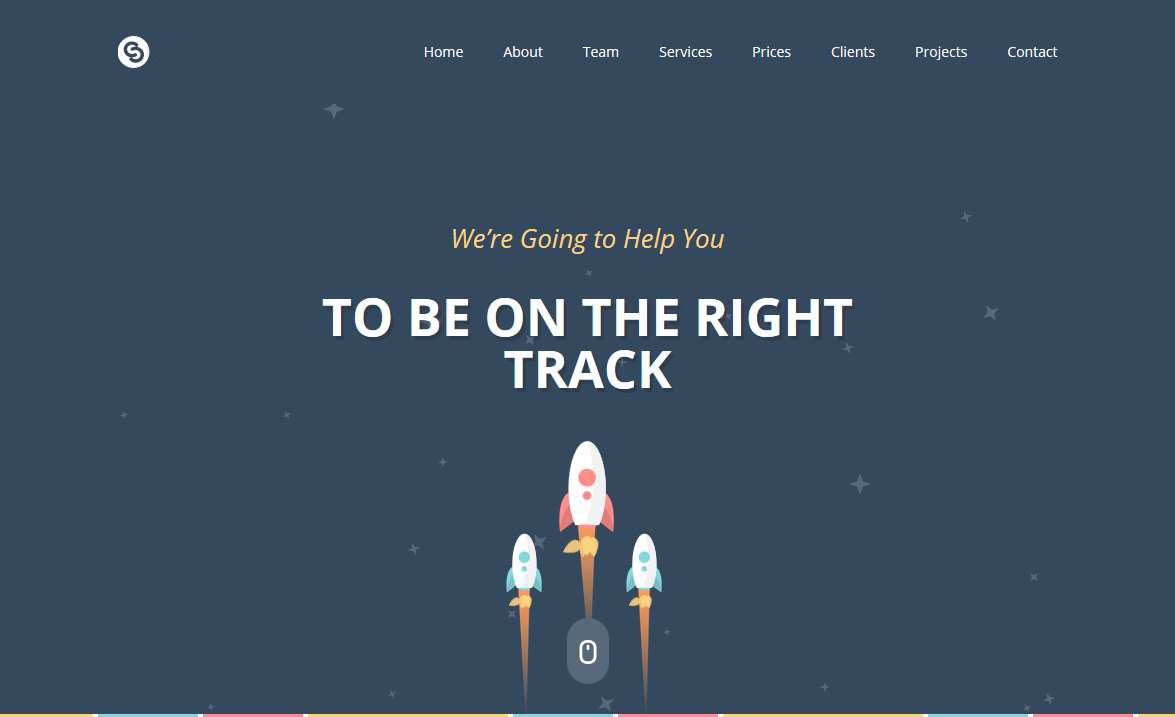 Home About Team Services Prices Clients Projects Contact
We’re Going to Help You
TO BE ON THE RIGHT
TRACK